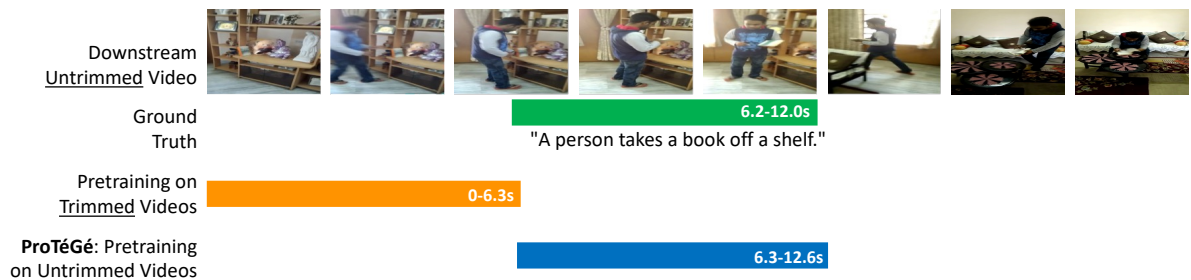 Downstream
Untrimmed Video
Ground
Truth
6.2-12.0s
"A person takes a book off a shelf."
Pretraining on
Trimmed Videos
0-6.3s
ProTéGé: Pretraining
on Untrimmed Videos
6.3-12.6s